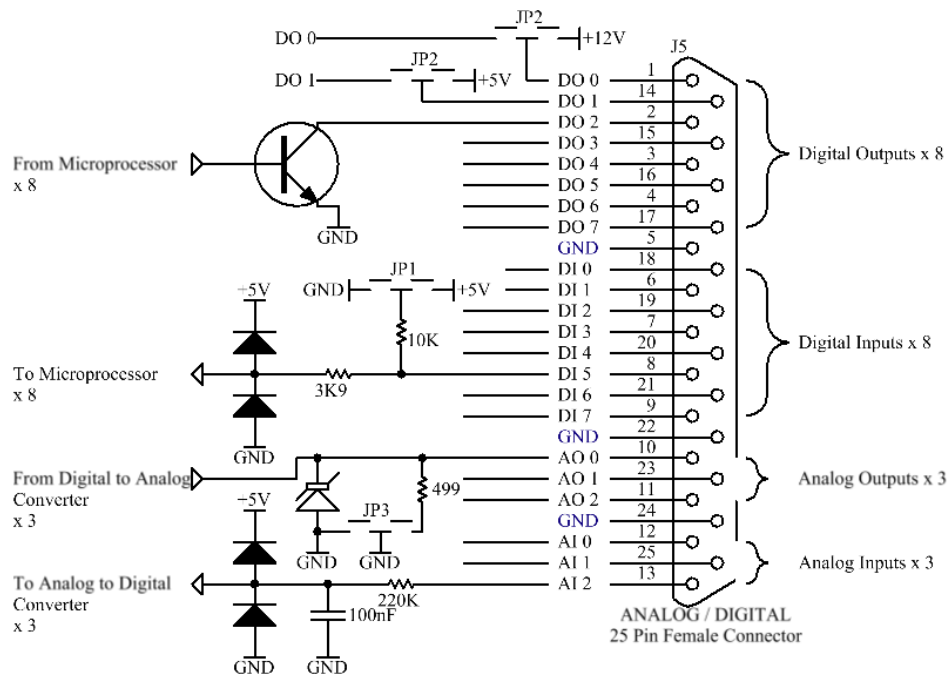 JP2
DO 0 +12V
JP2 J5
DO 1 +5V DO 0 1
DO 1 14
DO 2 2
DO 3 15
From Microprocessor DO 4 3 Digital Outputs x 8
x 8 DO 5 16
DO 6 4
GND DO 7 17
GND 5
JP1 DI 0 18
GND +5V DI 1 6
+5V DI 2 19
10K DI 3 7 Digital Inputs x 8
DI 4 20
To Microprocessor DI 5 8
x 8 3K9 DI 6 21
DI 7 9
GND GND 22
AO 0 10
From Digital to Analog AO 1 23 Analog Outputs x 3
Converter 499 AO 2 11
x 3 +5V JP3 GND 24
GND GND AI 0 12
AI 1 25 Analog Inputs x 3
To Analog to Digital AI 2 13
Converter 220K
x 3 100nF
ANALOG / DIGITAL
25 Pin Female Connector
GND GND